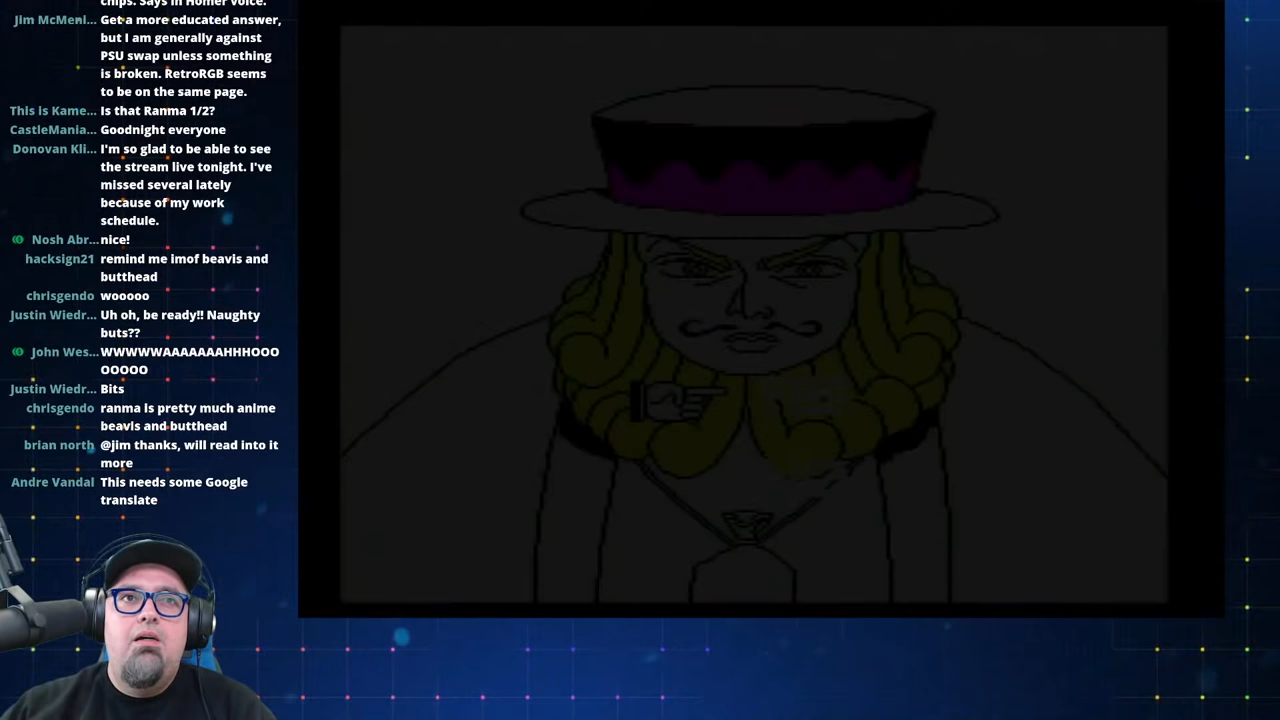 chips. Says in Homer voice.
Jim McMeni... Get a more educated answer,
but I am generally against
PSU swap unless something
is broken. RetroRGB seems
to be on the same page.
This is Kame... Is that Ranma 1/2?
CastleMania... Goodnight everyone
Donovan Kli... I'm so glad to be able to see
the stream live tonight. I've
missed several lately
because of my work
schedule.
Nosh Abr... nice!
hacksign21 remind me imof beavis and
butthead
chrisgendo wooooo
Justin Wiedr... Uh oh, be ready!! Naughty
buts??
John Wes... WWWWWAAAAAAAHHHOOO
OOOOO
Justin Wiedr... Bits
chrisgendo ranma is pretty much anime
beavis and butthead
brian north @jim thanks, will read into it
more
Andre Vandal This needs some Google
translate